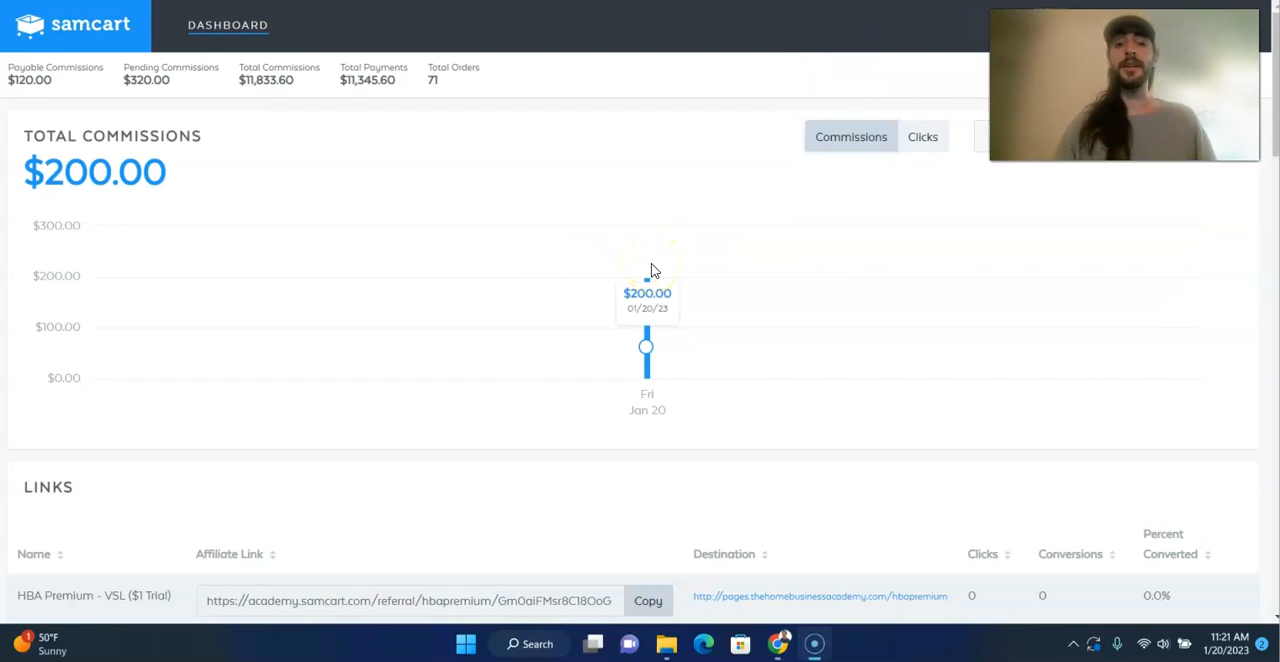 samcart
DASHBOARD
Payable Commissions Pending Commissions Total Commissions Total Payments Total Orders
$120.00 $320.00 $11,833.60 $11,345.60 71
TOTAL COMMISSIONS
$200.00
Commissions Clicks
$300.00
$200.00
$200.00
01/20/23
$100.00
$0.00
Fri
Jan 20
LINKS
Name Affiliate Link Destination Clicks Conversions Percent Converted
HBA Premium - VSL ($1 Trial) https://academy.samcart.com/referral/hbapremium/Gm0aiFMsr8C18OoG Copy http://pages.thehomebusinessacademy.com/hbapremium 0 0 0.0%
1
50°F
Sunny
Search
11:21 AM
1/20/2023
2